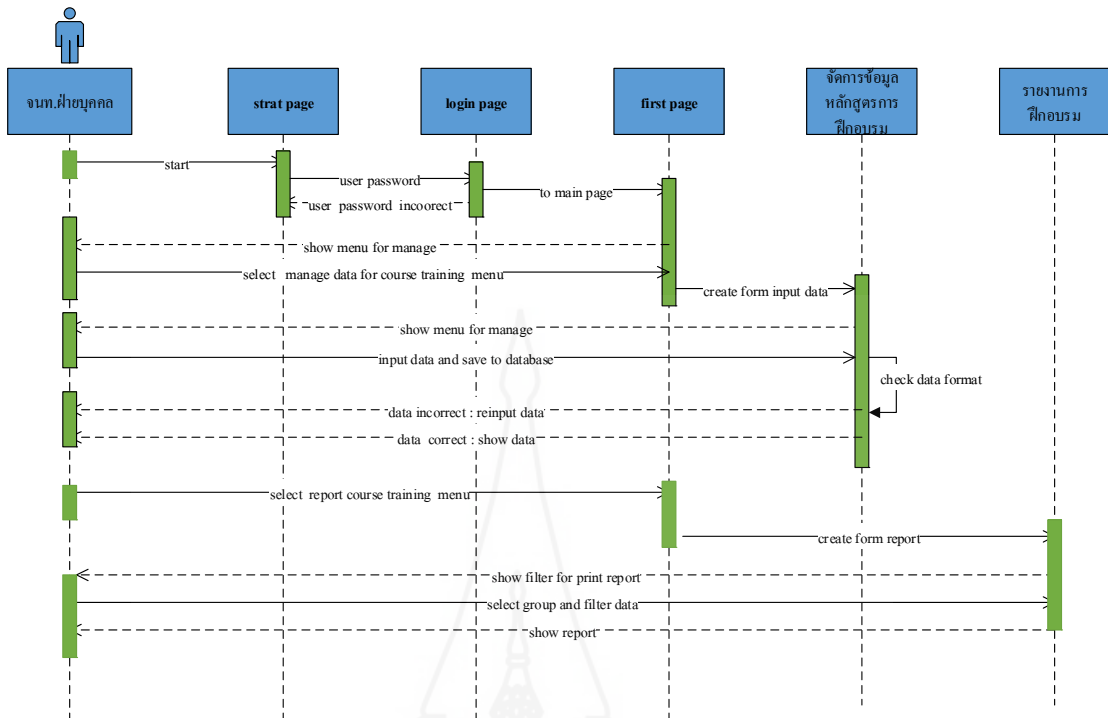 จนท.ฝ่ายบุคคล
strat page
login page
first page
จัดการข้อมูล
หลักสูตรการ
ฝึกอบรม
รายงานการ
ฝึกอบรม
start
user password
to main page
user password incoorect
show menu for manage
select manage data for course training menu
create form input data
show menu for manage
input data and save to database
check data format
data incorrect : reinput data
data correct : show data
select report course training menu
create form report
show filter for print report
select group and filter data
show report